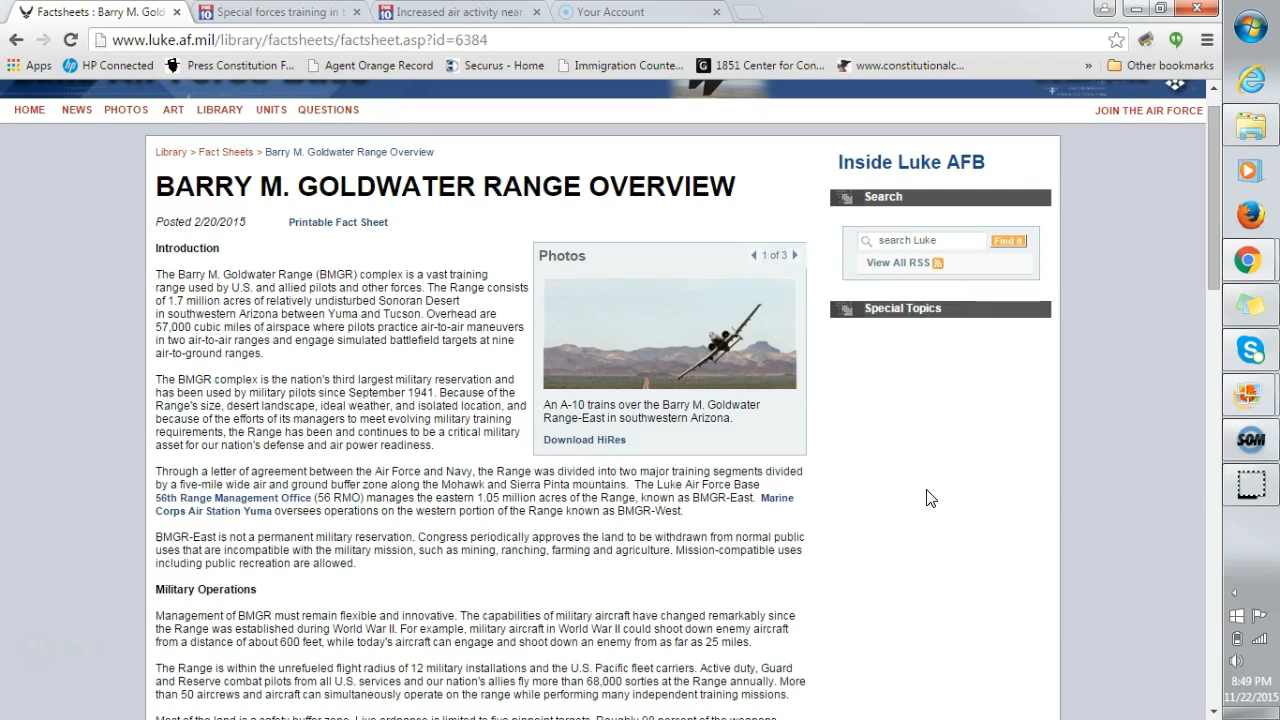 Factsheets : Barry M. Gold
Special forces training in t
Increased air activity near
Your Account
www.luke.af.mil/library/factsheets/factsheet.asp?id=6384
Apps
HP Connected
Press Constitution F...
Agent Orange Record
Securus - Home
Immigration Counte...
1851 Center for Con...
www.constitutionalc...
»
Other bookmarks
HOME NEWS PHOTOS ART LIBRARY UNITS QUESTIONS
JOIN THE AIR FORCE
Library > Fact Sheets > Barry M. Goldwater Range Overview
BARRY M. GOLDWATER RANGE OVERVIEW
Posted 2/20/2015 Printable Fact Sheet
Introduction
The Barry M. Goldwater Range (BMGR) complex is a vast training
range used by U.S. and allied pilots and other forces. The Range consists
of 1.7 million acres of relatively undisturbed Sonoran Desert
in southwestern Arizona between Yuma and Tucson. Overhead are
57,000 cubic miles of airspace where pilots practice air-to-air maneuvers
in two air-to-air ranges and engage simulated battlefield targets at nine
air-to-ground ranges.
The BMGR complex is the nation's third largest military reservation and
has been used by military pilots since September 1941. Because of the
Range's size, desert landscape, ideal weather, and isolated location, and
because of the efforts of its managers to meet evolving military training
requirements, the Range has been and continues to be a critical military
asset for our nation's defense and air power readiness.
Photos
1 of 3
An A-10 trains over the Barry M. Goldwater
Range-East in southwestern Arizona.
Download HiRes
Through a letter of agreement between the Air Force and Navy, the Range was divided into two major training segments divided
by a five-mile wide air and ground buffer zone along the Mohawk and Sierra Pinta mountains. The Luke Air Force Base
56th Range Management Office (56 RMO) manages the eastern 1.05 million acres of the Range, known as BMGR-East. Marine
Corps Air Station Yuma oversees operations on the western portion of the Range known as BMGR-West.
BMGR-East is not a permanent military reservation. Congress periodically approves the land to be withdrawn from normal public
uses that are incompatible with the military mission, such as mining, ranching, farming and agriculture. Mission-compatible uses
including public recreation are allowed.
Military Operations
Management of BMGR must remain flexible and innovative. The capabilities of military aircraft have changed remarkably since
the Range was established during World War II. For example, military aircraft in World War II could shoot down enemy aircraft
from a distance of about 600 feet, while today's aircraft can engage and shoot down an enemy from as far as 25 miles.
The Range is within the unrefueled flight radius of 12 military installations and the U.S. Pacific fleet carriers. Active duty, Guard
and Reserve combat pilots from all U.S. services and our nation's allies fly more than 68,000 sorties at the Range annually. More
than 50 aircrews and aircraft can simultaneously operate on the range while performing many independent training missions.
Most of the land is a safety buffer zone. Live ordnance is limited to five pinpoint targets. Roughly 98 percent of the weapons
Inside Luke AFB
Search
search Luke
Find it
View All RSS
Special Topics
SOM
8:49 PM
11/22/2015